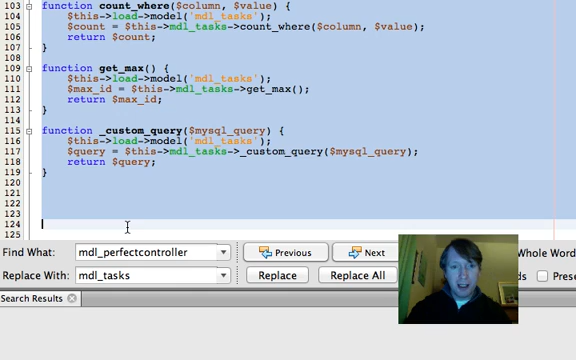 103 function count_where($column, $value) {
104 $this->load->model('mdl_tasks');
105 $count = $this->mdl_tasks->count_where($column, $value);
106 return $count;
107 }
108
109 function get_max() {
110 $this->load->model('mdl_tasks');
111 $max_id = $this->mdl_tasks->get_max();
112 return $max_id;
113 }
114
115 function _custom_query($mysql_query) {
116 $this->load->model('mdl_tasks');
117 $query = $this->mdl_tasks->_custom_query($mysql_query);
118 return $query;
119 }
120
121
122
123
124
125
Find What: mdl_perfectcontroller Previous Next Whole Word
Replace With: mdl_tasks Replace Replace All ds Prese
Search Results